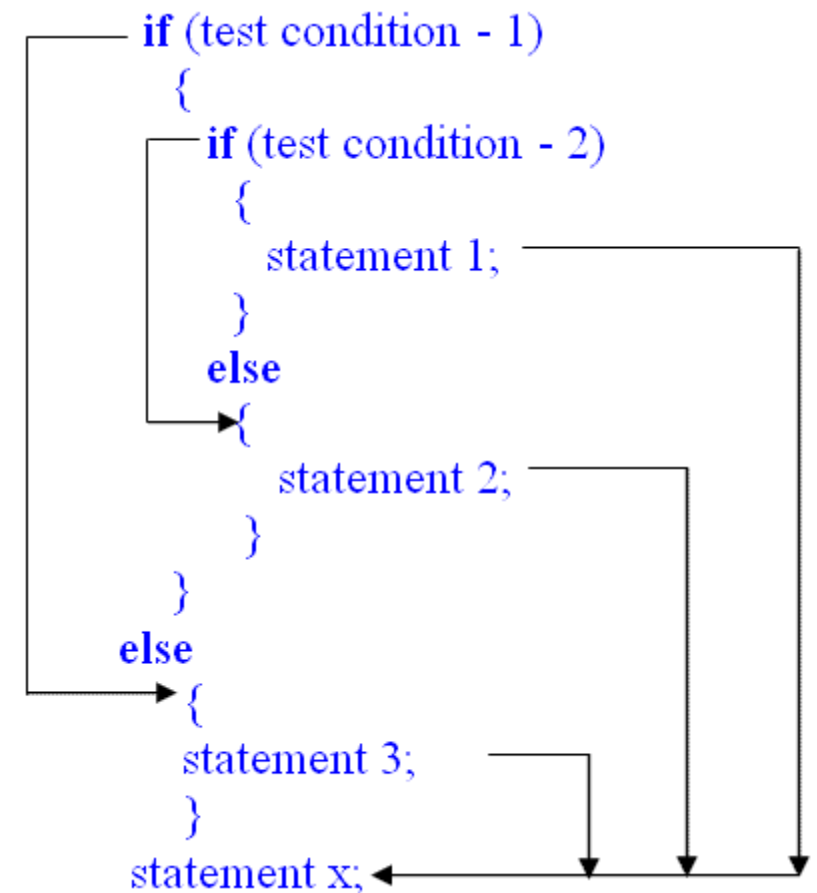 if (test condition - 1)
{
if (test condition - 2)
{
statement 1;
}
else
{
statement 2;
}
}
else
{
statement 3;
}
statement x;